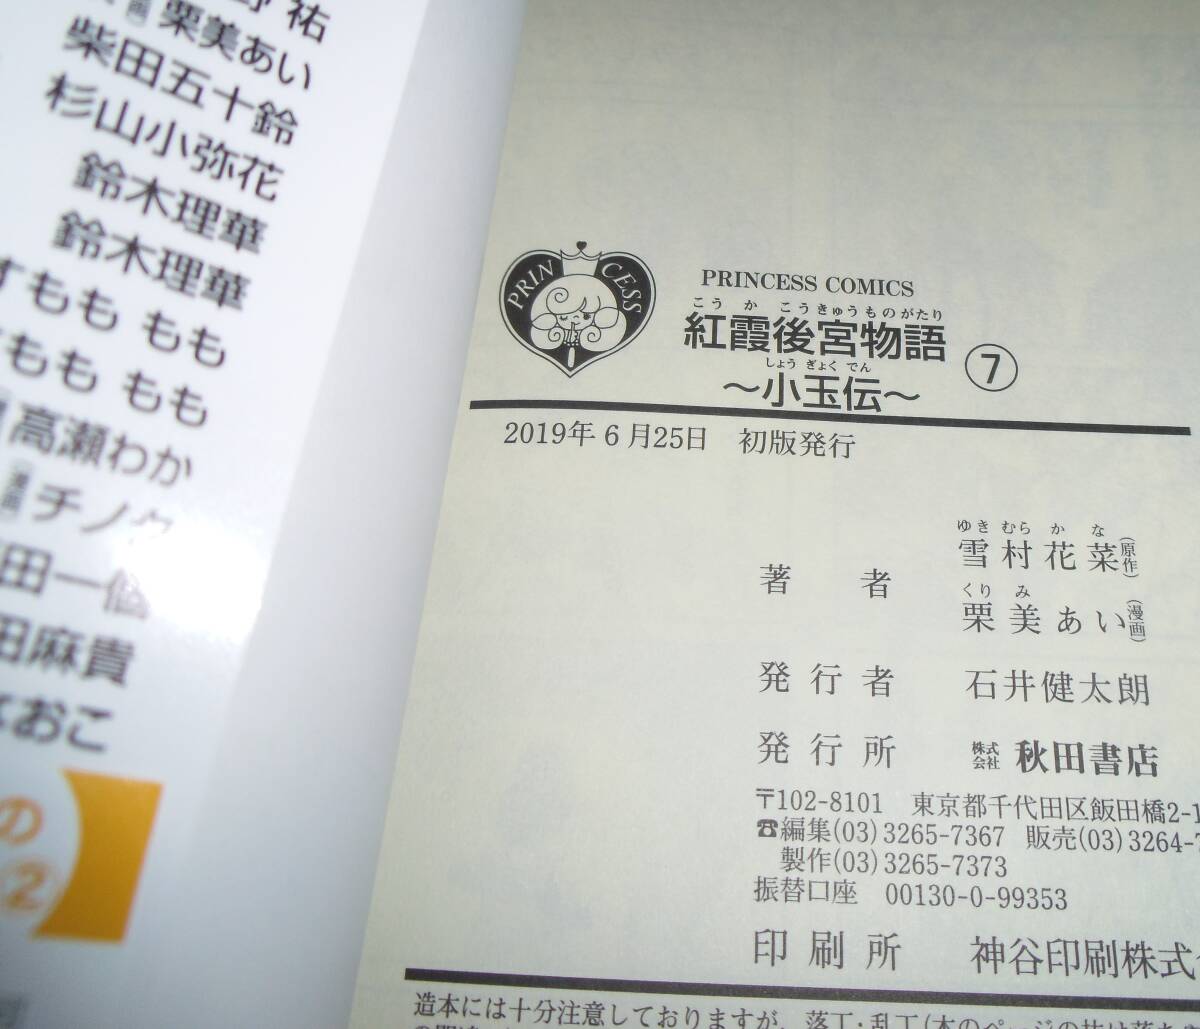 祐
栗美あい
柴田五十鈴
杉山小弥花
鈴木理華
鈴木理華
すもも もも
もも もも
高瀬わか
漫画 チノク
田一個
田麻貴
おこ
の
②
PRINCESS
PRINCESS COMICS
こうかこうきゅうものがたり
紅霞後宮物語 ⑦
しょうぎょくでん
～小玉伝～
2019年6月25日 初版発行
ゆきむらかな
著者 雪村花菜(原作)
くりみ
栗美あい(漫画)
発行者 石井健太朗
発行所 株式会社 秋田書店
〒102-8101 東京都千代田区飯田橋2-1
☎編集(03)3265-7367 販売(03)3264-7
製作(03)3265-7373
振替口座 00130-0-99353
印刷所 神谷印刷株式
造本には十分注意しておりますが、落丁・乱丁(本のページの